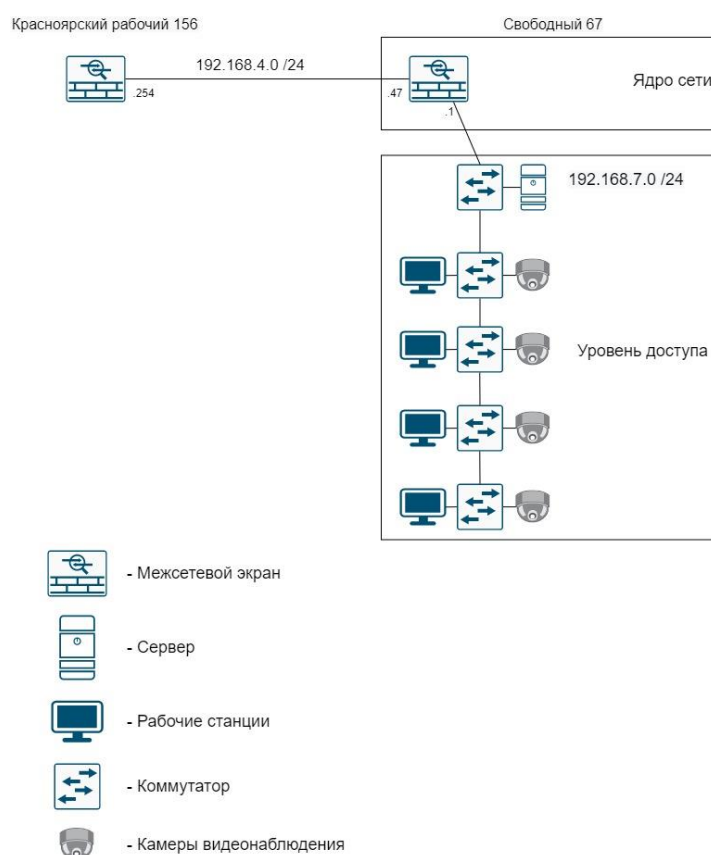 Красноярский рабочий 156
Свободный 67
192.168.4.0 /24
Ядро сети
.254
.47
.1
192.168.7.0 /24
Уровень доступа
- Межсетевой экран
- Сервер
- Рабочие станции
- Коммутатор
- Камеры видеонаблюдения